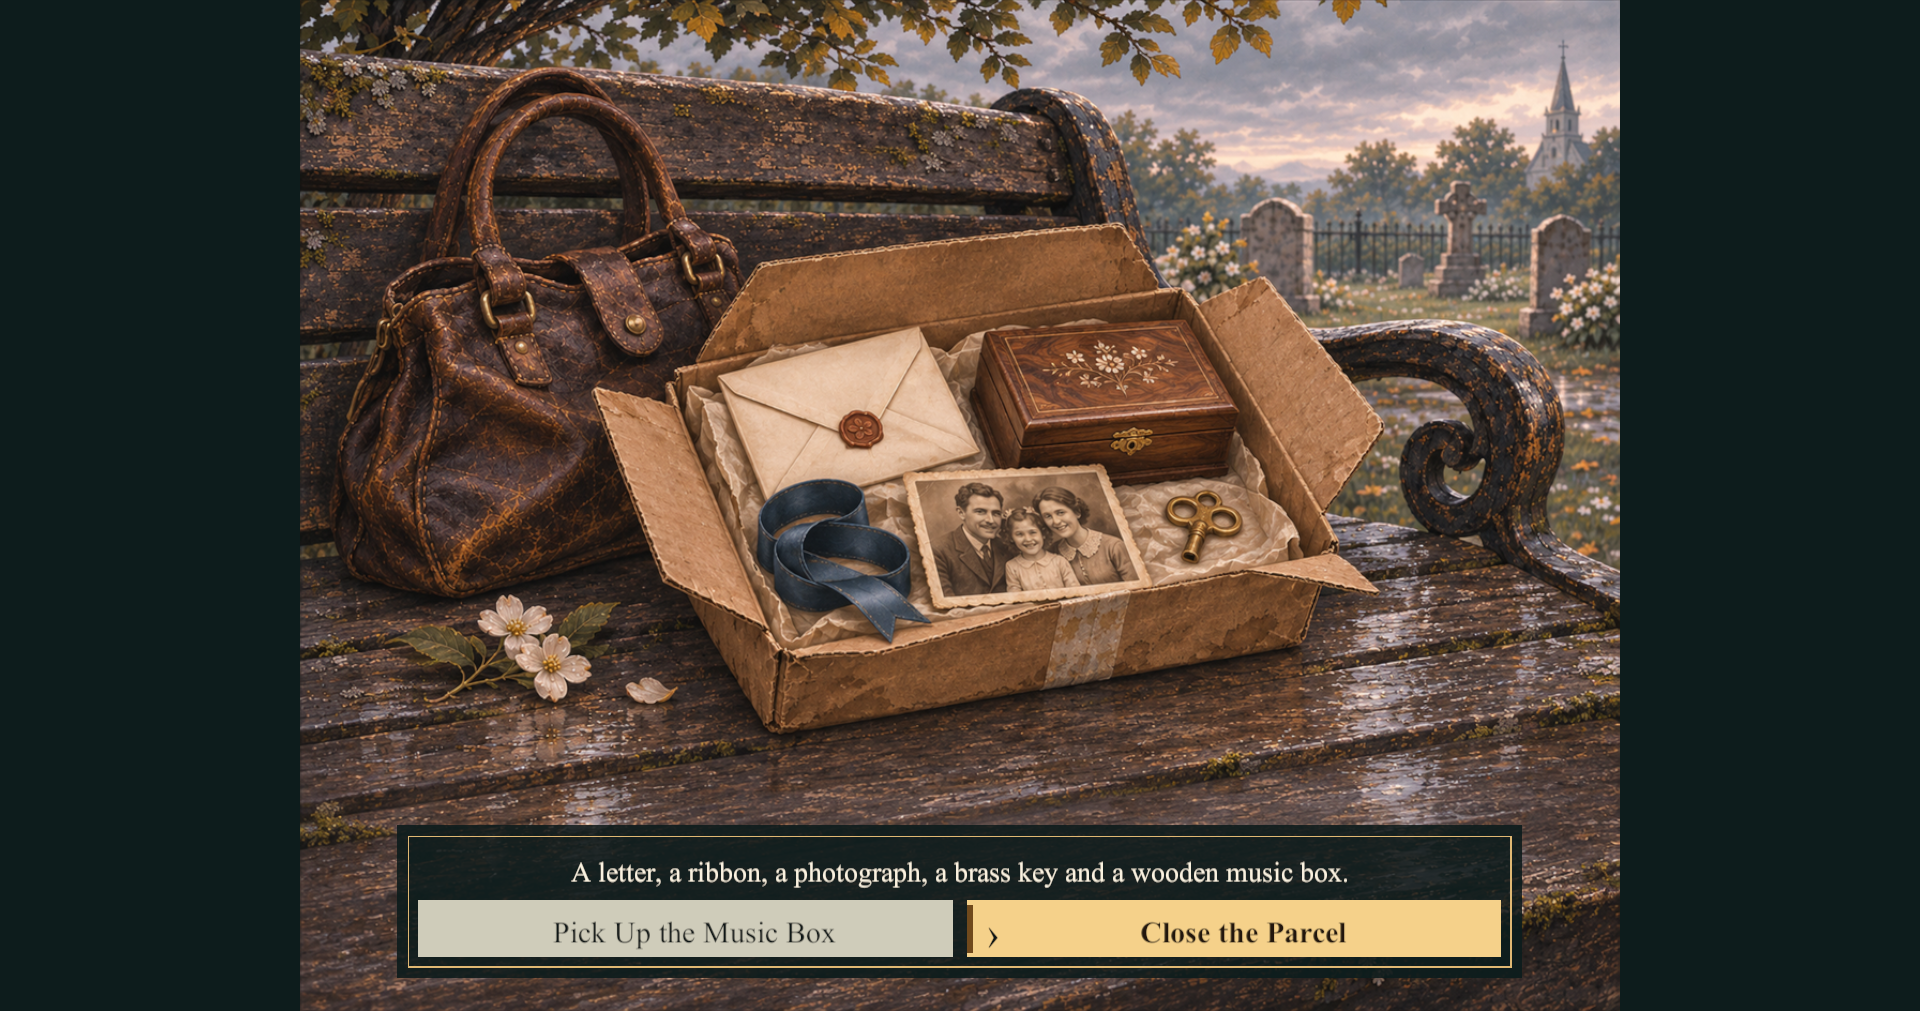 A letter, a ribbon, a photograph, a brass key and a wooden music box.
Pick Up the Music Box
› Close the Parcel